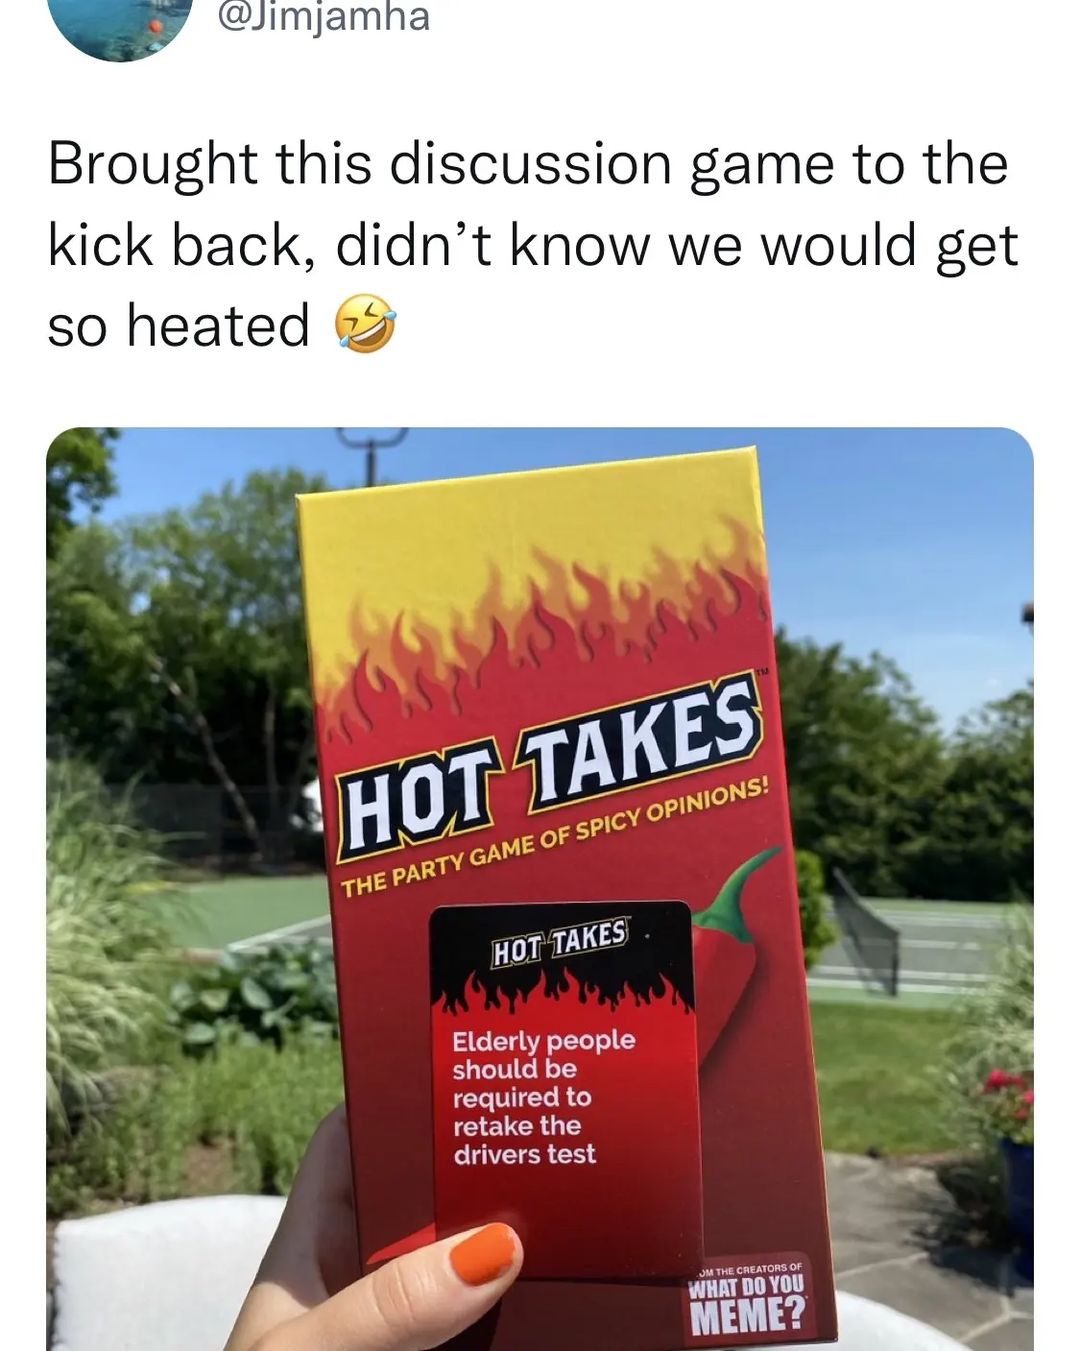 @Jimjamha
Brought this discussion game to the
kick back, didn’t know we would get
so heated 🤣
HOT TAKES™
THE PARTY GAME OF SPICY OPINIONS!
HOT TAKES
Elderly people
should be
required to
retake the
drivers test
OM THE CREATORS OF
WHAT DO YOU
MEME?